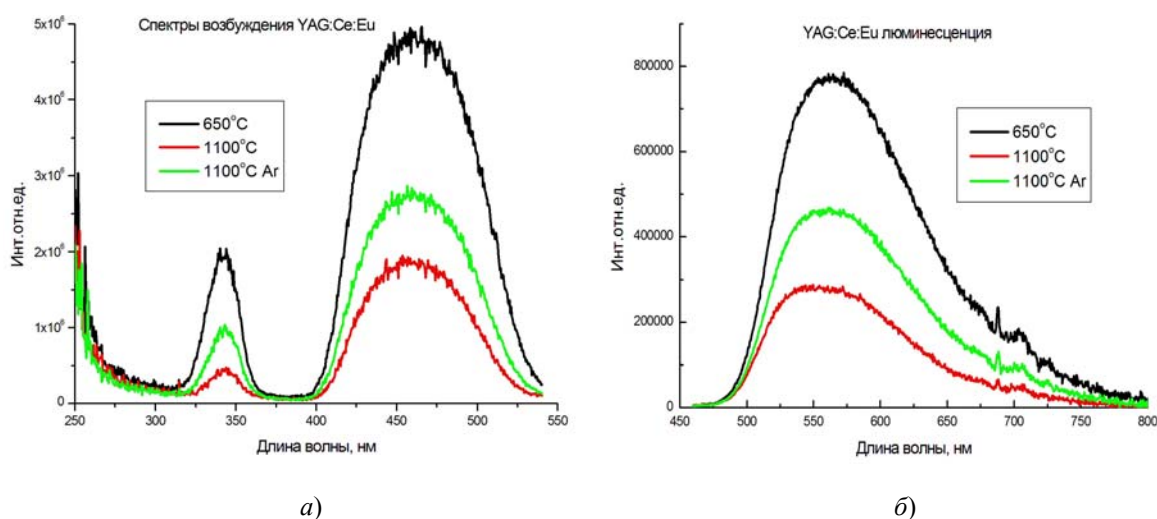 Спектры возбуждения YAG:Ce:Eu
5x10⁶
4x10⁶
3x10⁶
2x10⁶
1x10⁶
0
Инт.отн.ед.
650°C
1100°C
1100°C Ar
250 300 350 400 450 500 550
Длина волны, нм
а)
YAG:Ce:Eu люминесценция
800000
600000
400000
200000
0
Инт.отн.ед.
650°C
1100°C
1100°C Ar
450 500 550 600 650 700 750 800
Длина волны, нм
б)